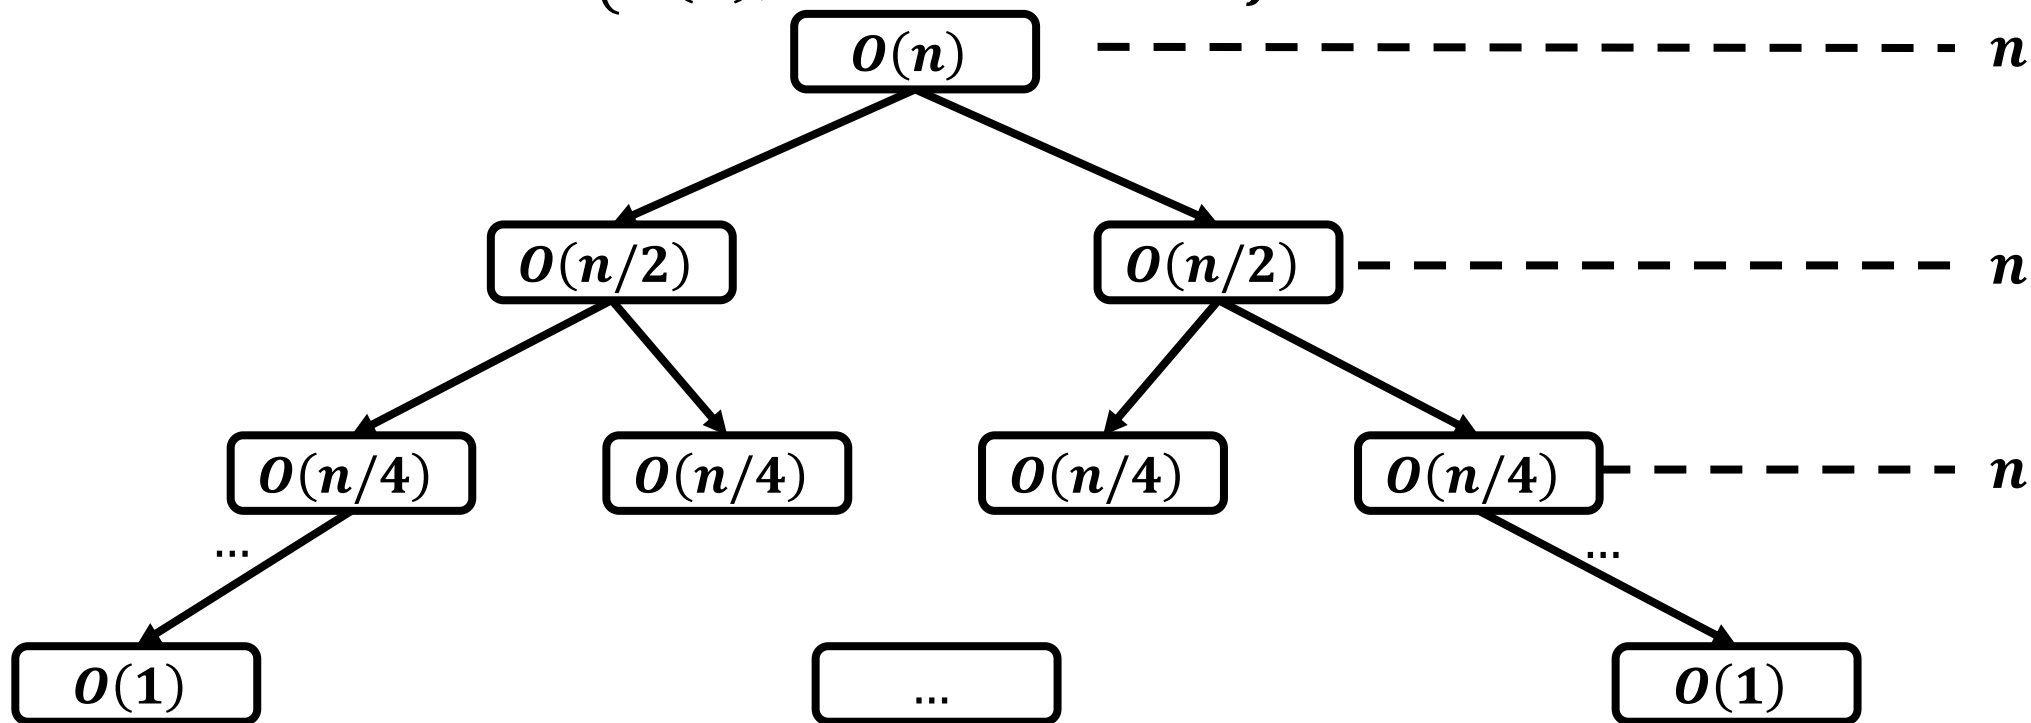 O(n) n
O(n/2) O(n/2) n
O(n/4) O(n/4) O(n/4) O(n/4) n
... ...
O(1) ... O(1)